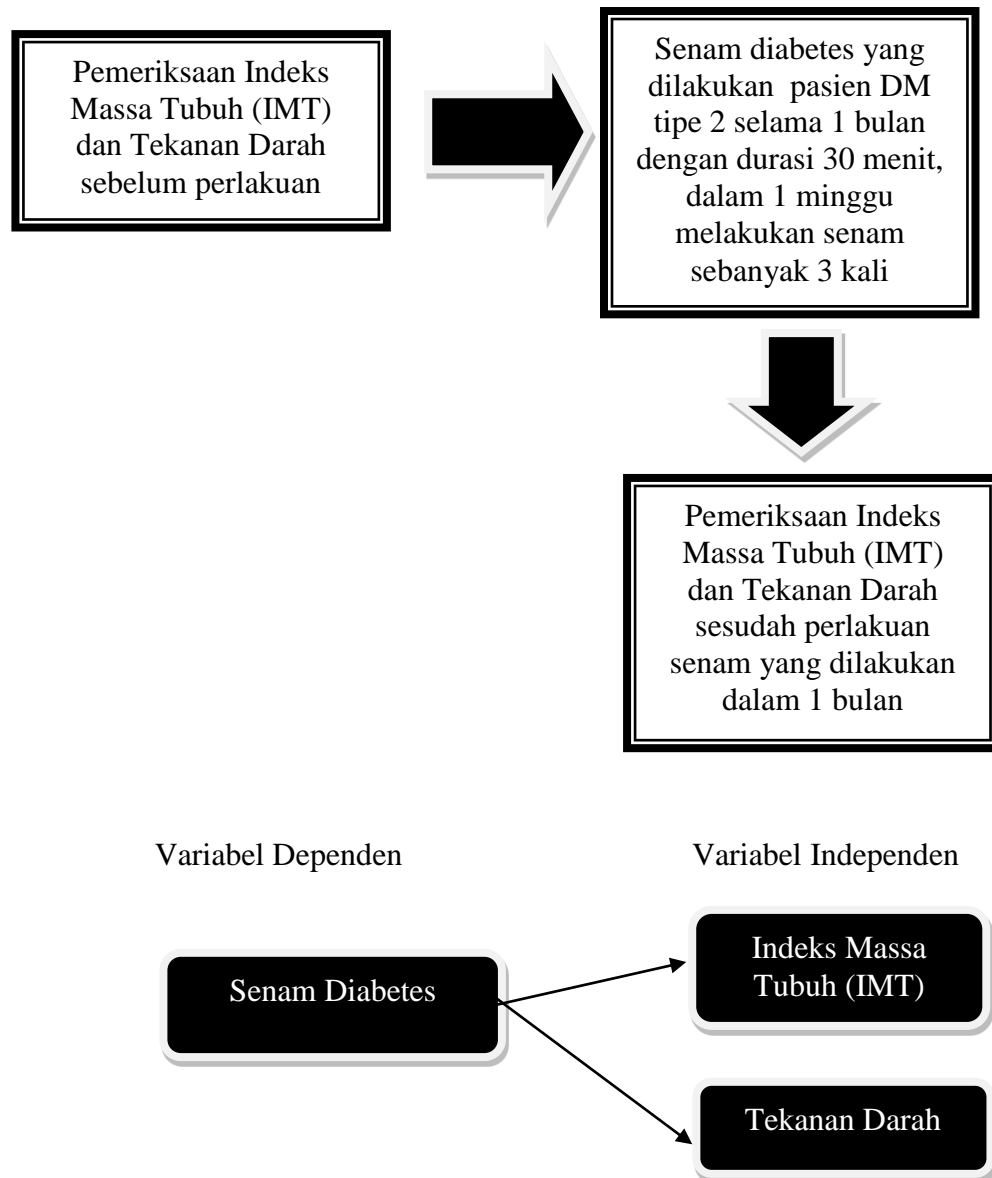 Pemeriksaan Indeks
Massa Tubuh (IMT)
dan Tekanan Darah
sebelum perlakuan
Senam diabetes yang
dilakukan pasien DM
tipe 2 selama 1 bulan
dengan durasi 30 menit,
dalam 1 minggu
melakukan senam
sebanyak 3 kali
Pemeriksaan Indeks
Massa Tubuh (IMT)
dan Tekanan Darah
sesudah perlakuan
senam yang dilakukan
dalam 1 bulan
Variabel Dependen
Variabel Independen
Senam Diabetes
Indeks Massa
Tubuh (IMT)
Tekanan Darah